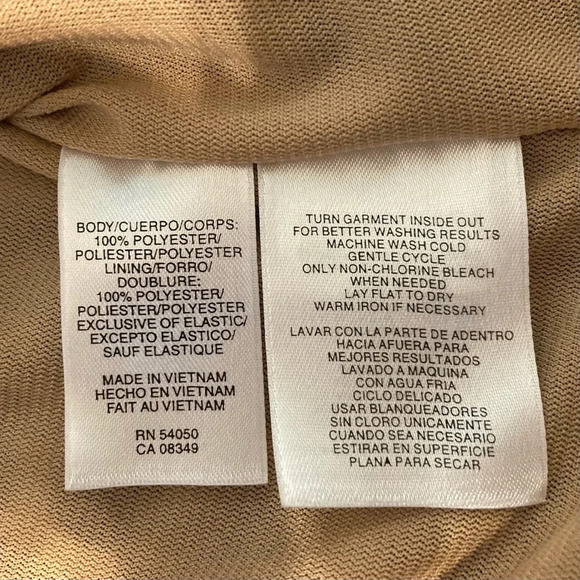 BODY/CUERPO/CORPS:
100% POLYESTER/
POLIESTER/POLYESTER
LINING/FORRO/
DOUBLURE:
100% POLYESTER/
POLIESTER/POLYESTER
EXCLUSIVE OF ELASTIC/
EXCEPTO ELASTICO/
SAUF ELASTIQUE
MADE IN VIETNAM
HECHO EN VIETNAM
FAIT AU VIETNAM
RN 54050
CA 08349
TURN GARMENT INSIDE OUT
FOR BETTER WASHING RESULTS
MACHINE WASH COLD
GENTLE CYCLE
ONLY NON-CHLORINE BLEACH
WHEN NEEDED
LAY FLAT TO DRY
WARM IRON IF NECESSARY
LAVAR CON LA PARTE DE ADENTRO
HACIA AFUERA PARA
MEJORES RESULTADOS
LAVADO A MAQUINA
CON AGUA FRIA
CICLO DELICADO
USAR BLANQUEADORES
SIN CLORO UNICAMENTE
CUANDO SEA NECESARIO
ESTIRAR EN SUPERFICIE
PLANA PARA SECAR